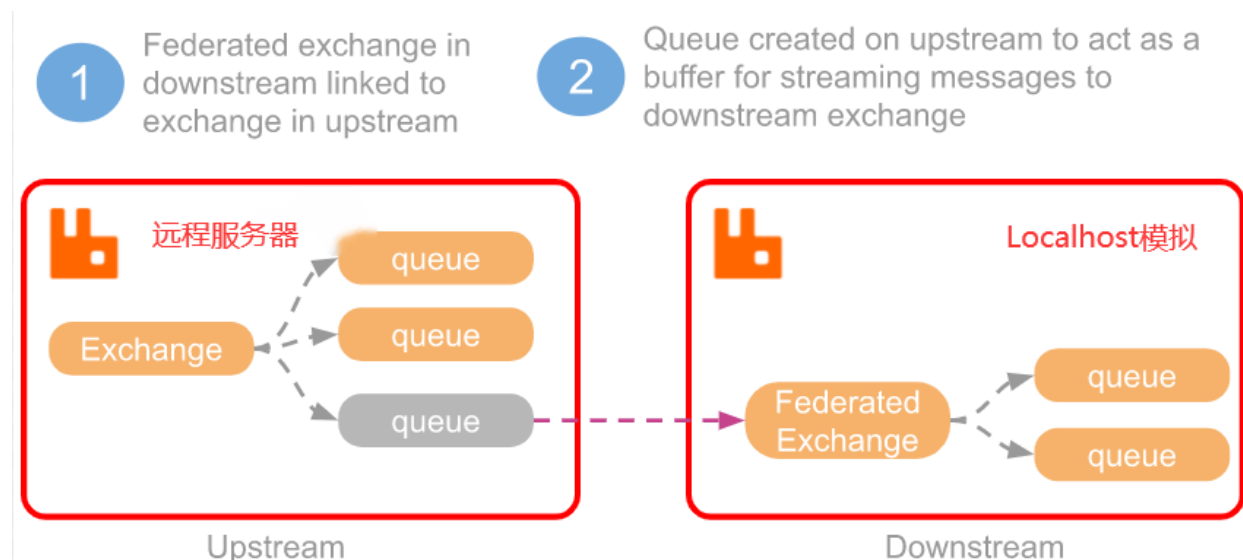 1
Federated exchange in
downstream linked to
exchange in upstream
2
Queue created on upstream to act as a
buffer for streaming messages to
downstream exchange
远程服务器
queue
queue
Exchange
queue
Upstream
Localhost模拟
queue
Federated
Exchange
queue
Downstream